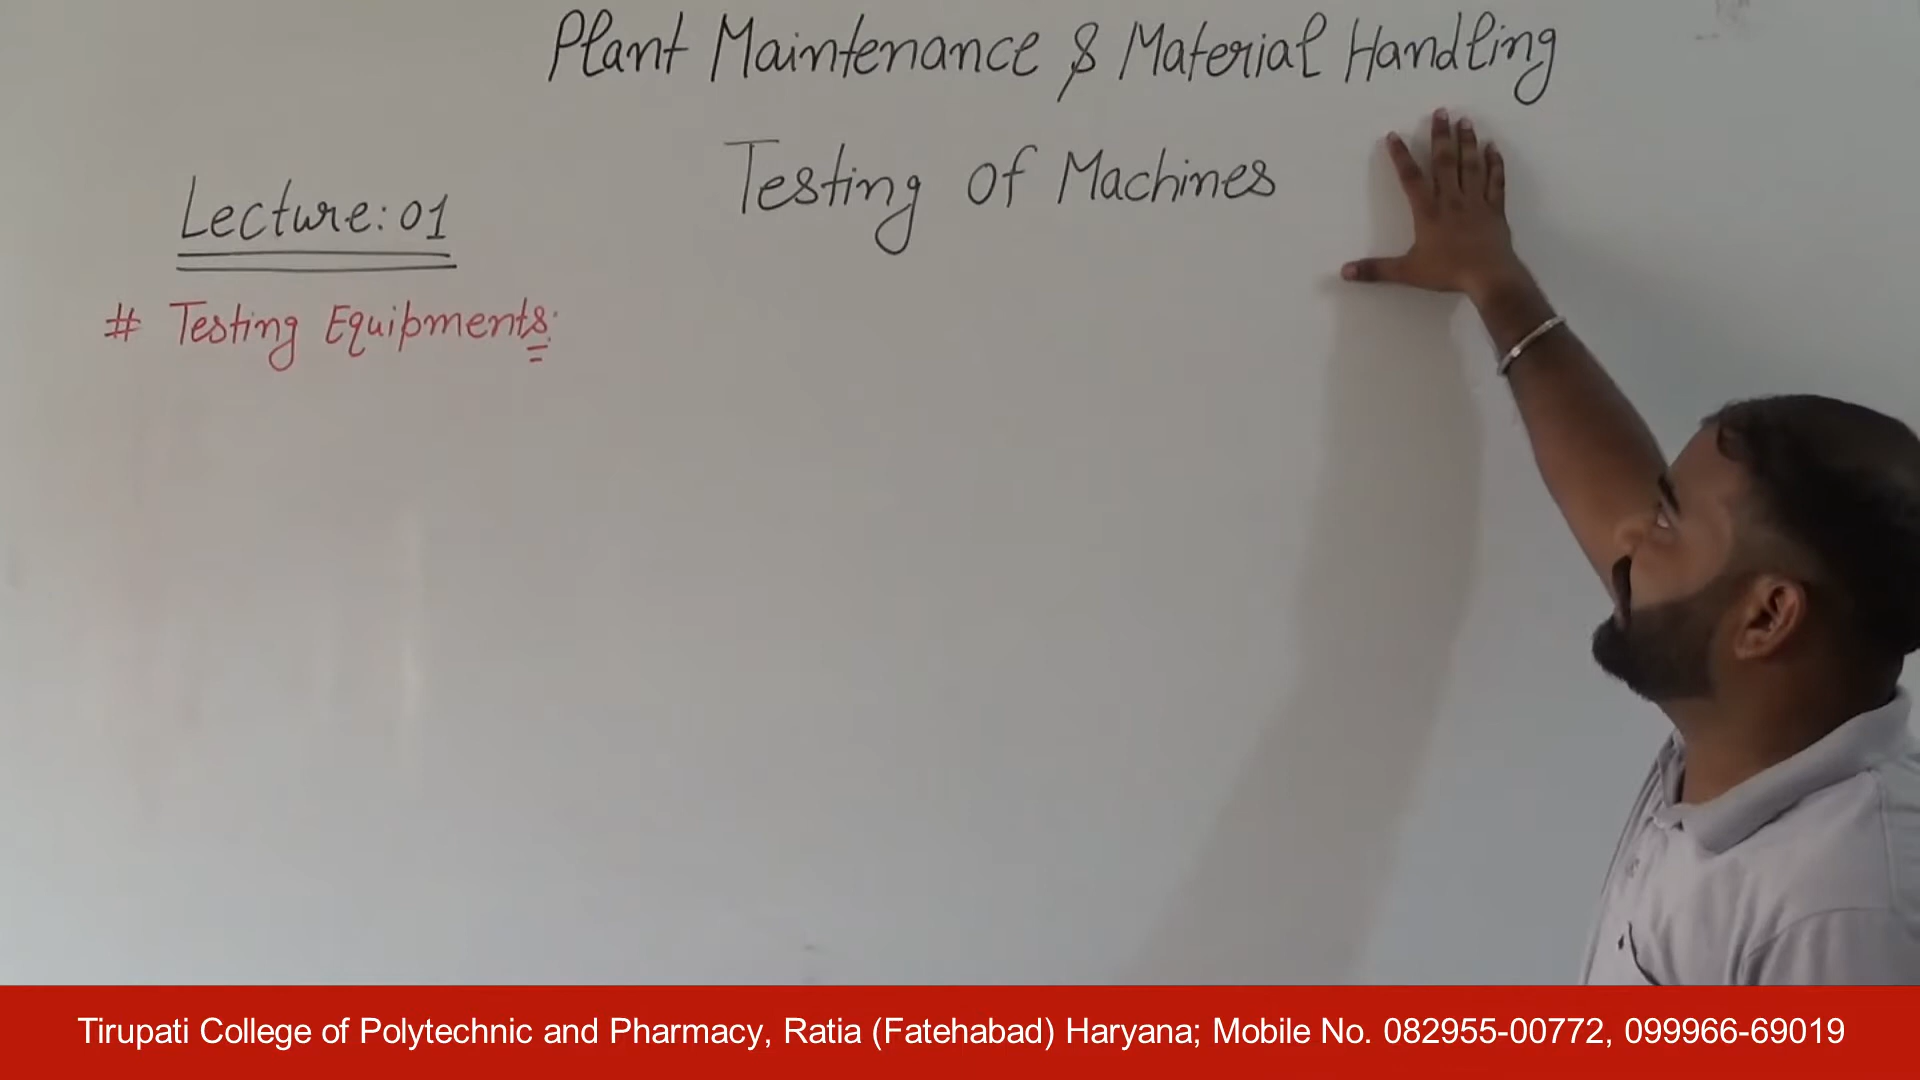 Plant Maintenance & Material Handling
Testing Of Machines
Lecture: 01
# Testing Equipments:
Tirupati College of Polytechnic and Pharmacy, Ratia (Fatehabad) Haryana; Mobile No. 082955-00772, 099966-69019